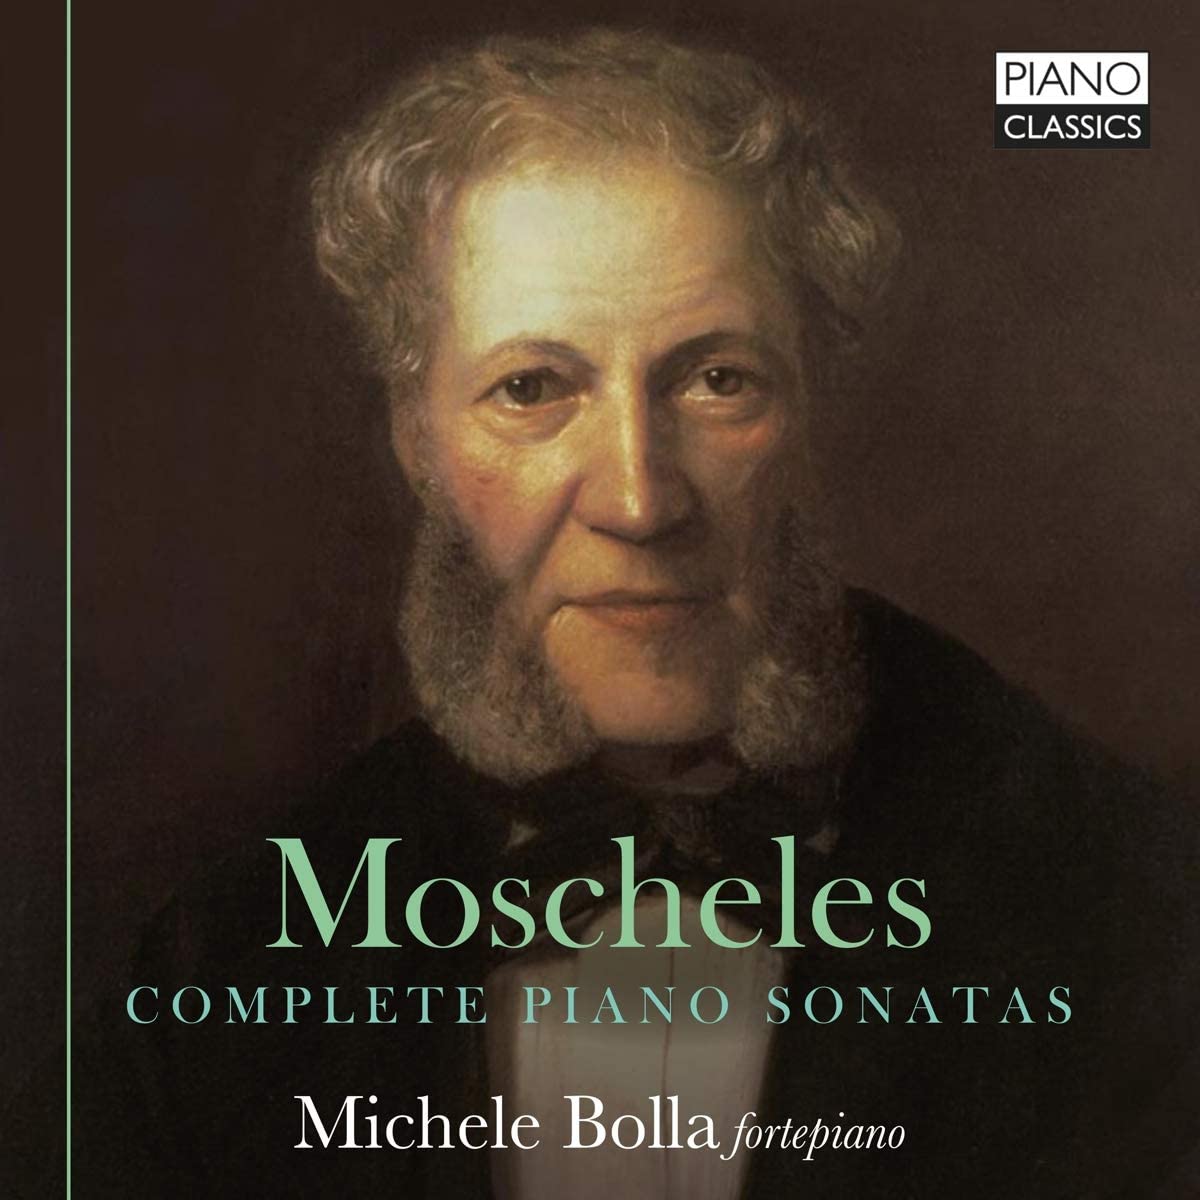 PIANO
CLASSICS
Moscheles
COMPLETE PIANO SONATAS
Michele Bolla fortepiano